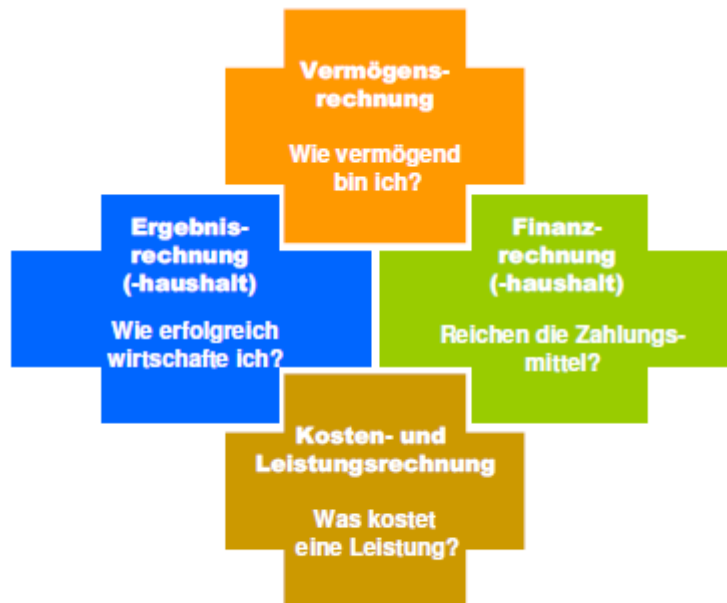 Vermögens-
rechnung
Wie vermögend
bin ich?
Ergebnis-
rechnung
(-haushalt)
Wie erfolgreich
wirtschafte ich?
Finanz-
rechnung
(-haushalt)
Reichen die Zahlungs-
mittel?
Kosten- und
Leistungsrechnung
Was kostet
eine Leistung?